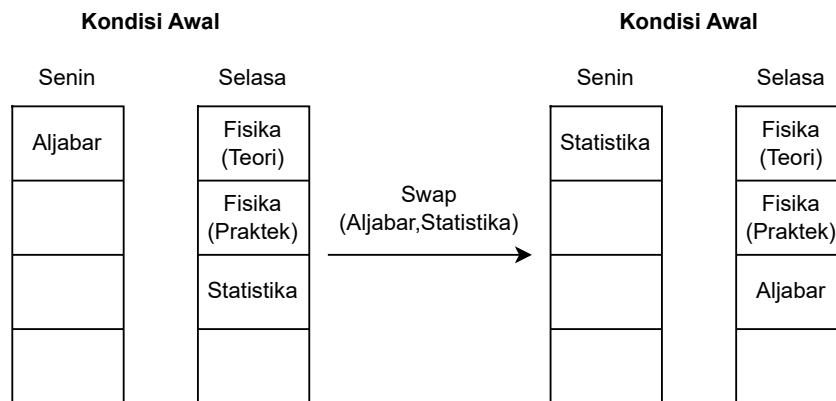 Kondisi Awal
Senin
Selasa
Aljabar
Fisika
(Teori)
Fisika
(Praktek)
Statistika
Swap
(Aljabar,Statistika)
Kondisi Awal
Senin
Selasa
Statistika
Fisika
(Teori)
Fisika
(Praktek)
Aljabar